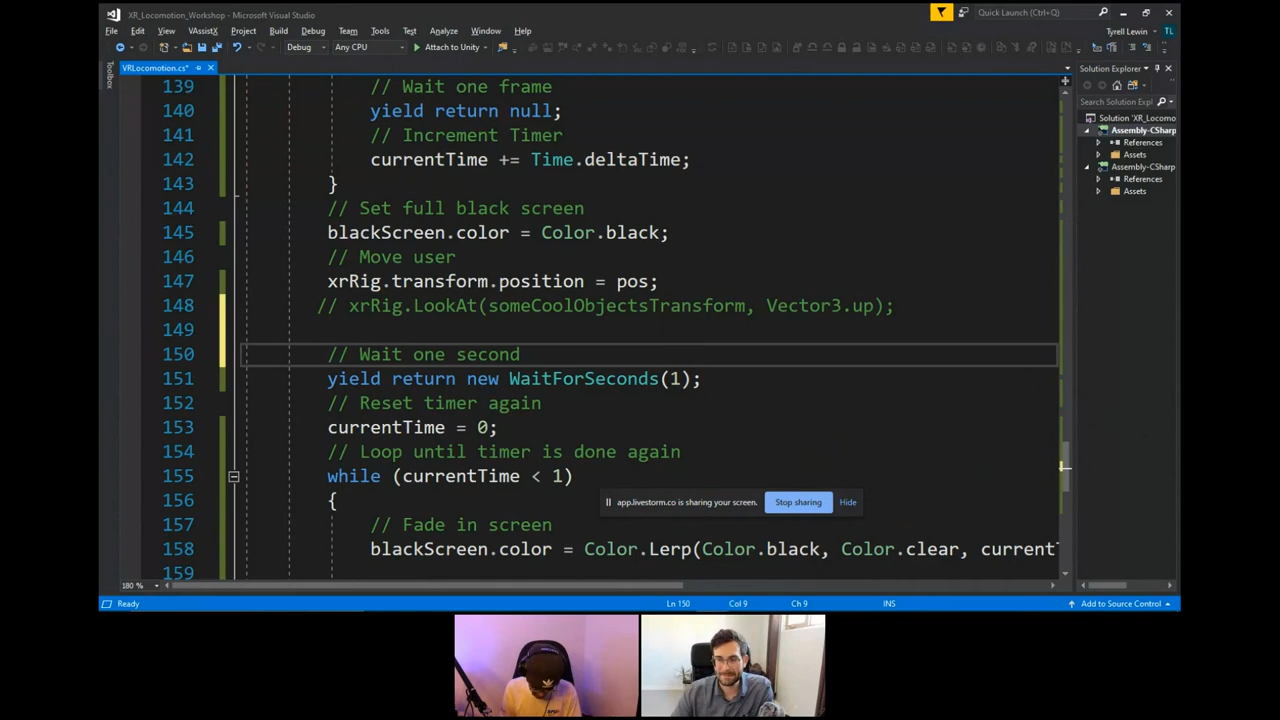 XR_Locomotion_Workshop - Microsoft Visual Studio
Quick Launch (Ctrl+Q)
File Edit View VAssistX Project Build Debug Team Tools Test Analyze Window Help
Tyrell Lewin TL
Debug Any CPU Attach to Unity
VRLocomotion.cs*
Toolbox
Solution Explorer
Search Solution Expl
Solution 'XR_Locomo
Assembly-CSharp
References
Assets
Assembly-CSharp
References
Assets
139 // Wait one frame
140 yield return null;
141 // Increment Timer
142 currentTime += Time.deltaTime;
143 }
144 // Set full black screen
145 blackScreen.color = Color.black;
146 // Move user
147 xrRig.transform.position = pos;
148 // xrRig.LookAt(someCoolObjectsTransform, Vector3.up);
149
150 // Wait one second
151 yield return new WaitForSeconds(1);
152 // Reset timer again
153 currentTime = 0;
154 // Loop until timer is done again
155 while (currentTime < 1)
156 {
app.livestorm.co is sharing your screen. Stop sharing Hide
157 // Fade in screen
158 blackScreen.color = Color.Lerp(Color.black, Color.clear, currentT
159
180 %
Ready Ln 150 Col 9 Ch 9 INS Add to Source Control